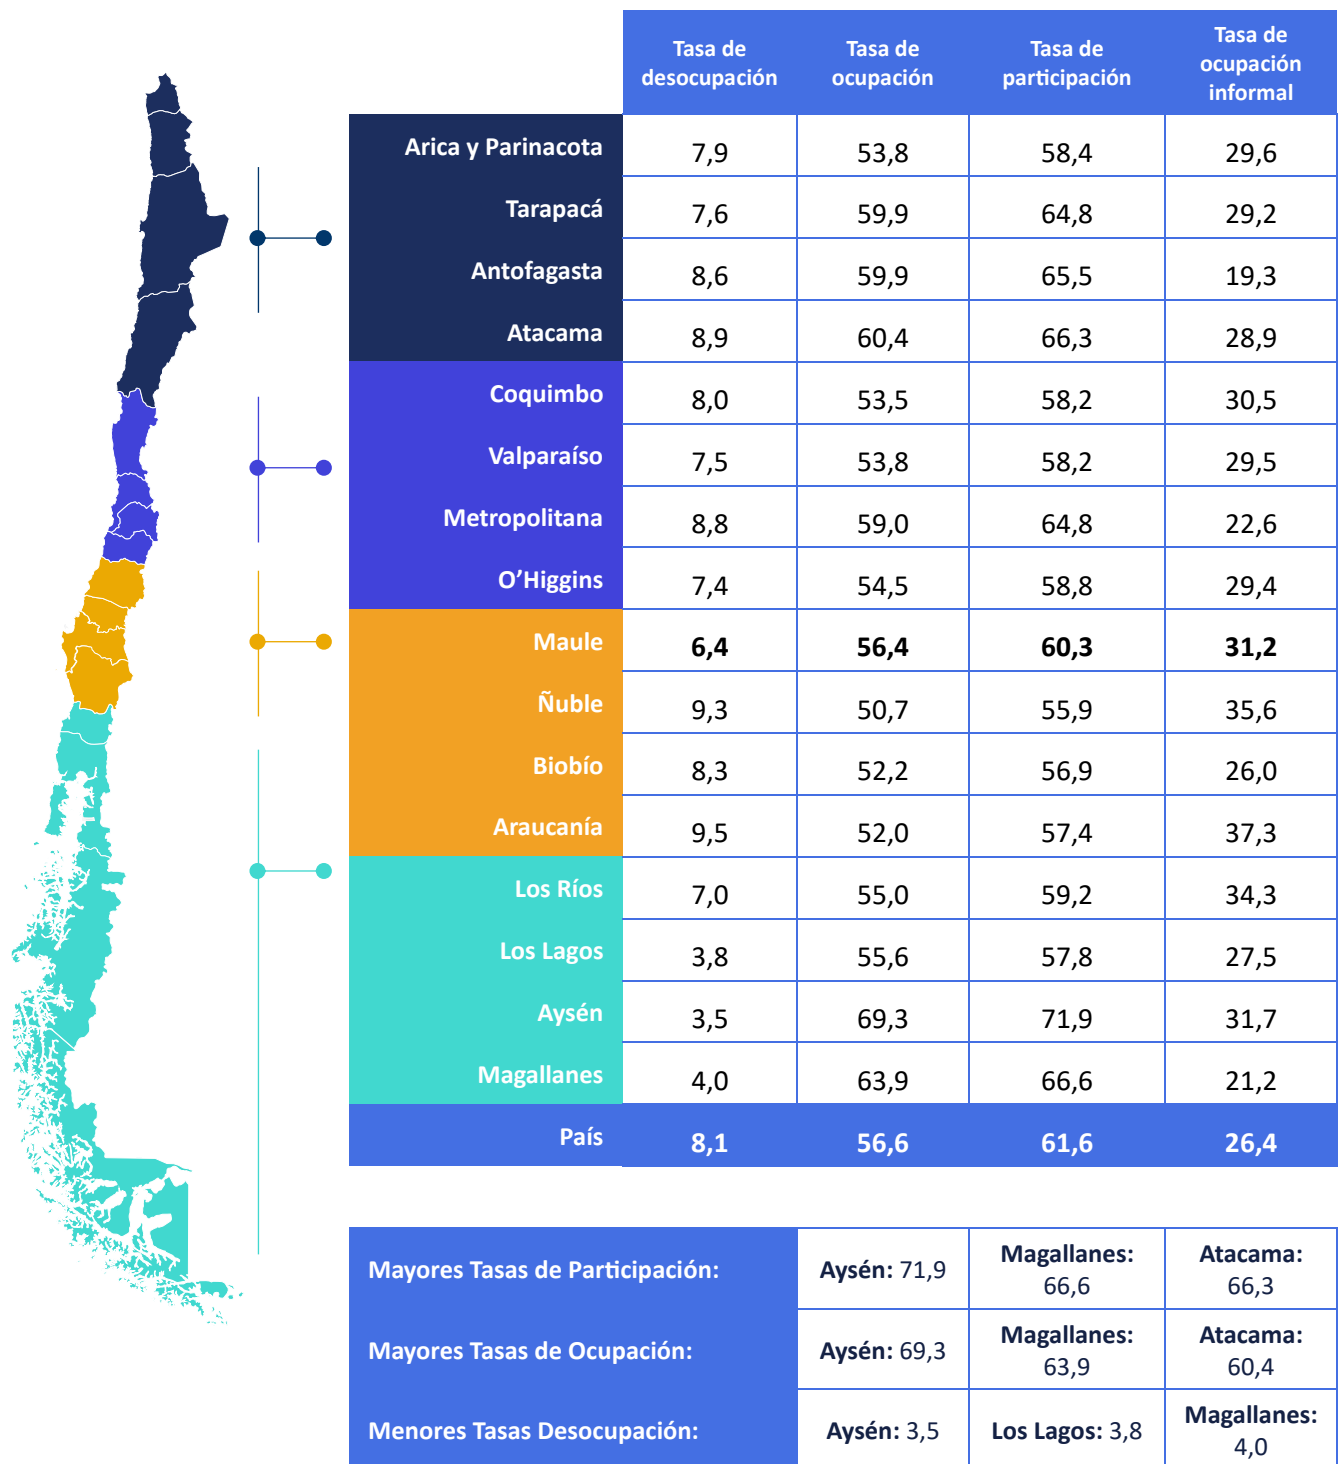 Tasa de desocupación Tasa de ocupación Tasa de participación Tasa de ocupación informal
Arica y Parinacota 7,9 53,8 58,4 29,6
Tarapacá 7,6 59,9 64,8 29,2
Antofagasta 8,6 59,9 65,5 19,3
Atacama 8,9 60,4 66,3 28,9
Coquimbo 8,0 53,5 58,2 30,5
Valparaíso 7,5 53,8 58,2 29,5
Metropolitana 8,8 59,0 64,8 22,6
O’Higgins 7,4 54,5 58,8 29,4
Maule 6,4 56,4 60,3 31,2
Ñuble 9,3 50,7 55,9 35,6
Biobío 8,3 52,2 56,9 26,0
Araucanía 9,5 52,0 57,4 37,3
Los Ríos 7,0 55,0 59,2 34,3
Los Lagos 3,8 55,6 57,8 27,5
Aysén 3,5 69,3 71,9 31,7
Magallanes 4,0 63,9 66,6 21,2
País 8,1 56,6 61,6 26,4
Mayores Tasas de Participación: Aysén: 71,9 Magallanes: 66,6 Atacama: 66,3
Mayores Tasas de Ocupación: Aysén: 69,3 Magallanes: 63,9 Atacama: 60,4
Menores Tasas Desocupación: Aysén: 3,5 Los Lagos: 3,8 Magallanes: 4,0